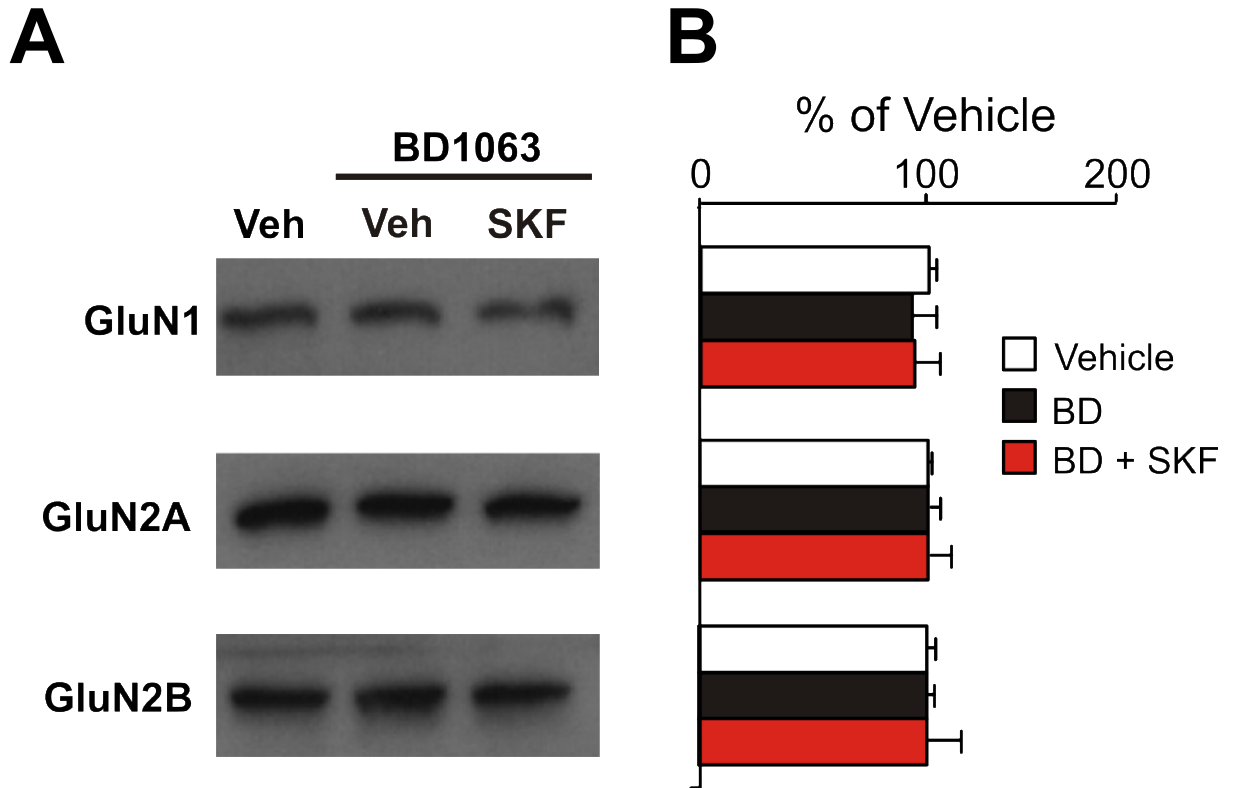 A
BD1063
Veh Veh SKF
GluN1
GluN2A
GluN2B
B
% of Vehicle
0 100 200
Vehicle
BD
BD + SKF